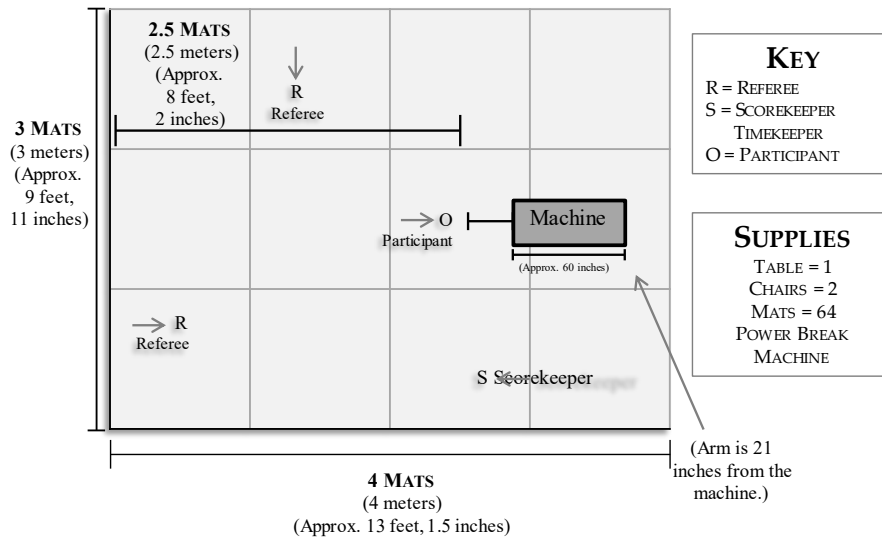 2.5 MATS
(2.5 meters)
(Approx.
8 feet,
2 inches)
R
Referee
3 MATS
(3 meters)
(Approx.
9 feet,
11 inches)
O
Participant
Machine
(Approx. 60 inches)
R
Referee
S Scorekeeper
4 MATS
(4 meters)
(Approx. 13 feet, 1.5 inches)
KEY
R = REFEREE
S = SCOREKEEPER
TIMEKEEPER
O = PARTICIPANT
SUPPLIES
TABLE = 1
CHAIRS = 2
MATS = 64
POWER BREAK
MACHINE
(Arm is 21
inches from the
machine.)